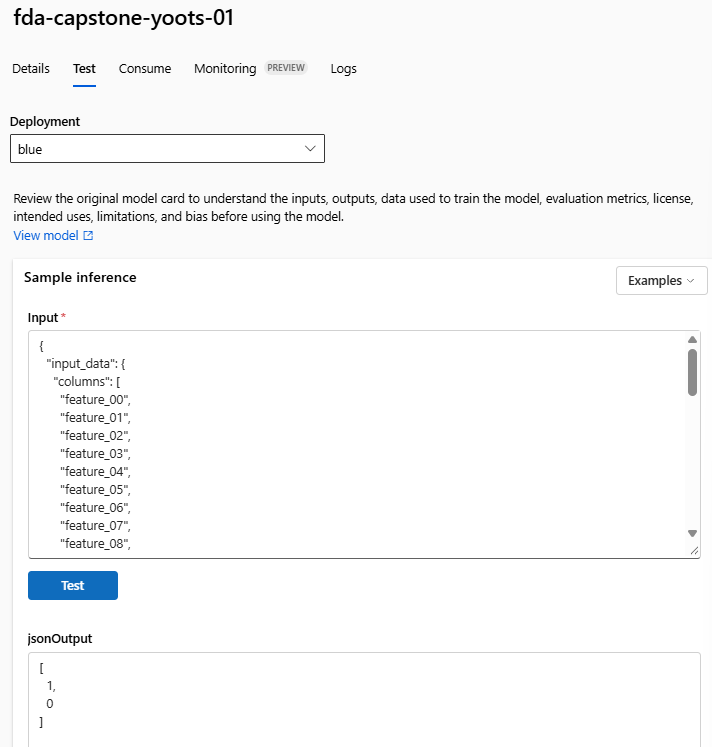 fda-capstone-yoots-01
Details Test Consume Monitoring PREVIEW Logs
Deployment
blue
Review the original model card to understand the inputs, outputs, data used to train the model, evaluation metrics, license,
intended uses, limitations, and bias before using the model.
View model
Sample inference
Examples
Input *
{
"input_data": {
"columns": [
"feature_00",
"feature_01",
"feature_02",
"feature_03",
"feature_04",
"feature_05",
"feature_06",
"feature_07",
"feature_08",
Test
jsonOutput
[
1,
0
]